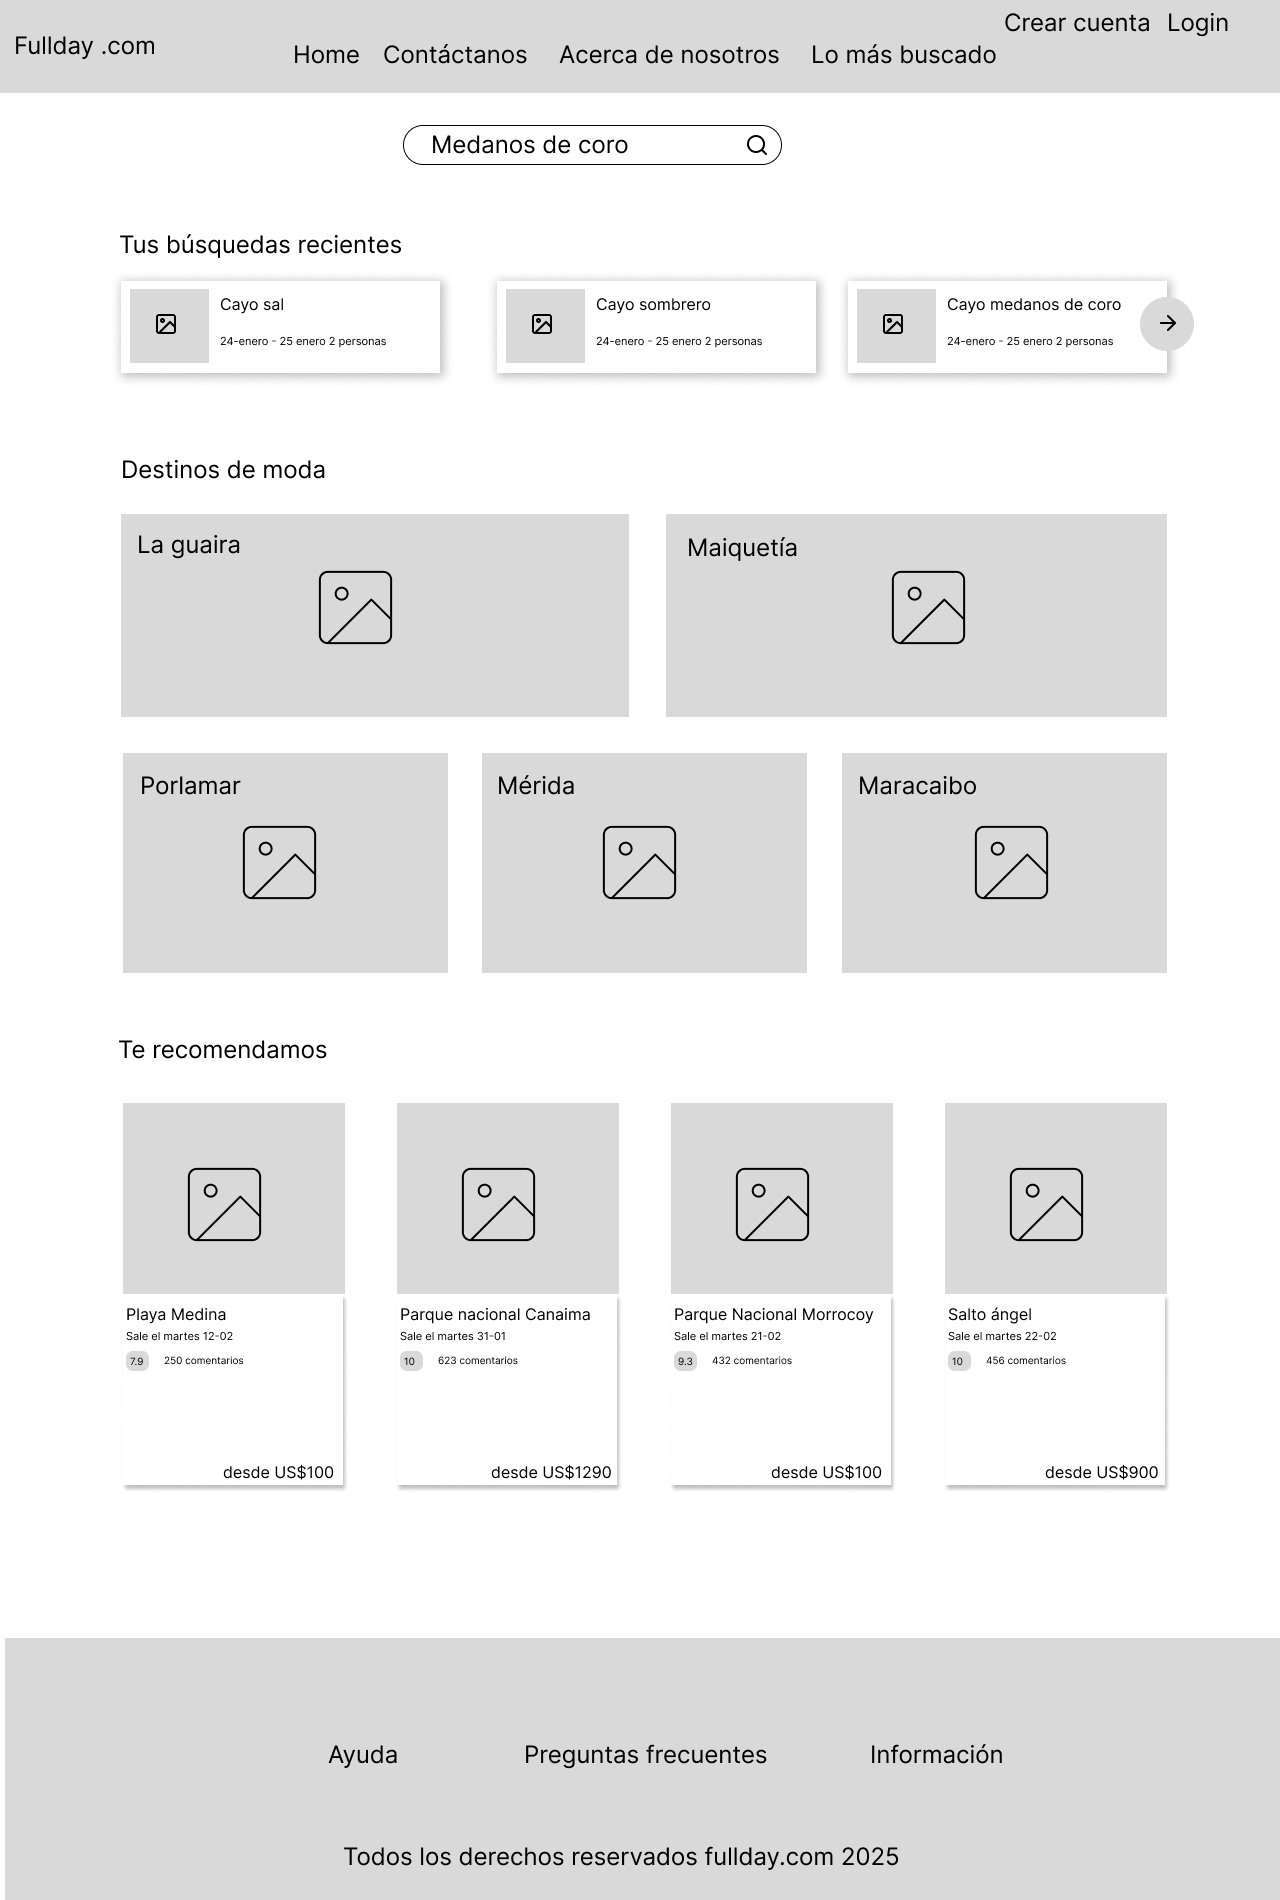 Fullday .com
Crear cuenta Login
Home Contáctanos Acerca de nosotros Lo más buscado
Medanos de coro
Tus búsquedas recientes
Cayo sal
24-enero - 25 enero 2 personas
Cayo sombrero
24-enero - 25 enero 2 personas
Cayo medanos de coro
24-enero - 25 enero 2 personas
Destinos de moda
La guaira
Maiquetía
Porlamar
Mérida
Maracaibo
Te recomendamos
Playa Medina
Sale el martes 12-02
7.9 250 comentarios
desde US$100
Parque nacional Canaima
Sale el martes 31-01
10 623 comentarios
desde US$1290
Parque Nacional Morrocoy
Sale el martes 21-02
9.3 432 comentarios
desde US$100
Salto ángel
Sale el martes 22-02
10 456 comentarios
desde US$900
Ayuda
Preguntas frecuentes
Información
Todos los derechos reservados fullday.com 2025